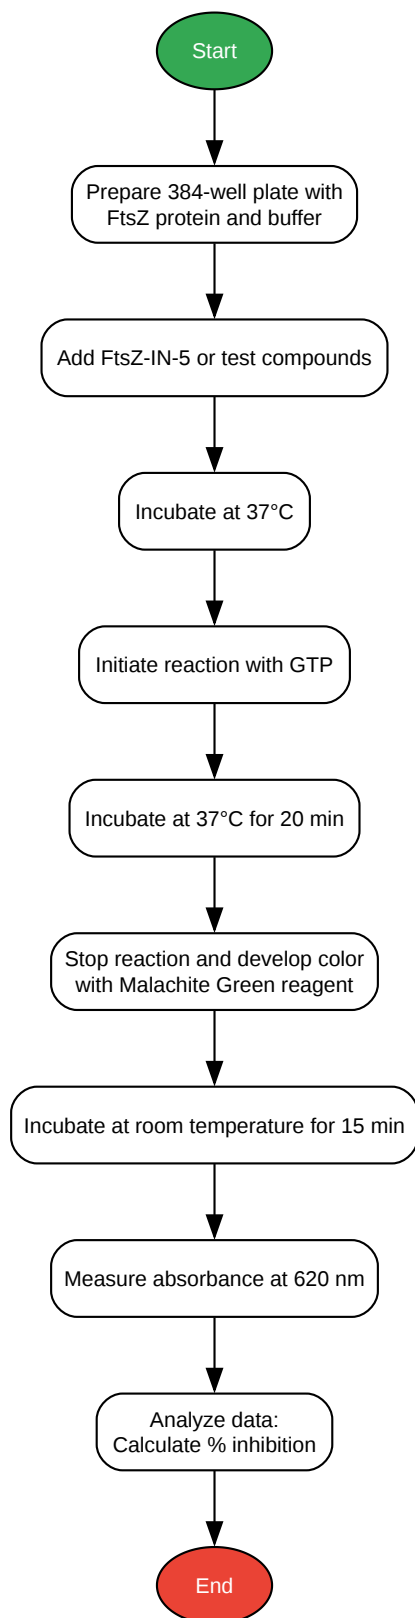 Start
Prepare 384-well plate with
FtsZ protein and buffer
Add FtsZ-IN-5 or test compounds
Incubate at 37°C
Initiate reaction with GTP
Incubate at 37°C for 20 min
Stop reaction and develop color
with Malachite Green reagent
Incubate at room temperature for 15 min
Measure absorbance at 620 nm
Analyze data:
Calculate % inhibition
End